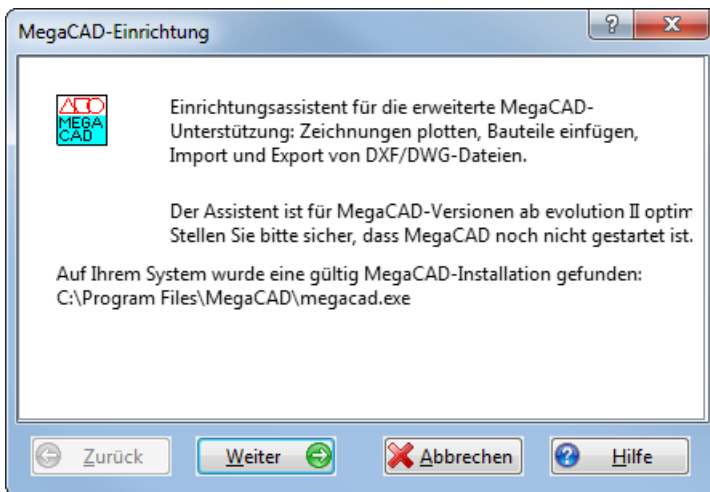 MegaCAD-Einrichtung
MEGA
CAD
Einrichtungsassistent für die erweiterte MegaCAD-
Unterstützung: Zeichnungen plotten, Bauteile einfügen,
Import und Export von DXF/DWG-Dateien.
Der Assistent ist für MegaCAD-Versionen ab evolution II optim
Stellen Sie bitte sicher, dass MegaCAD noch nicht gestartet ist.
Auf Ihrem System wurde eine gültig MegaCAD-Installation gefunden:
C:\Program Files\MegaCAD\megacad.exe
Zurück
Weiter
Abbrechen
Hilfe